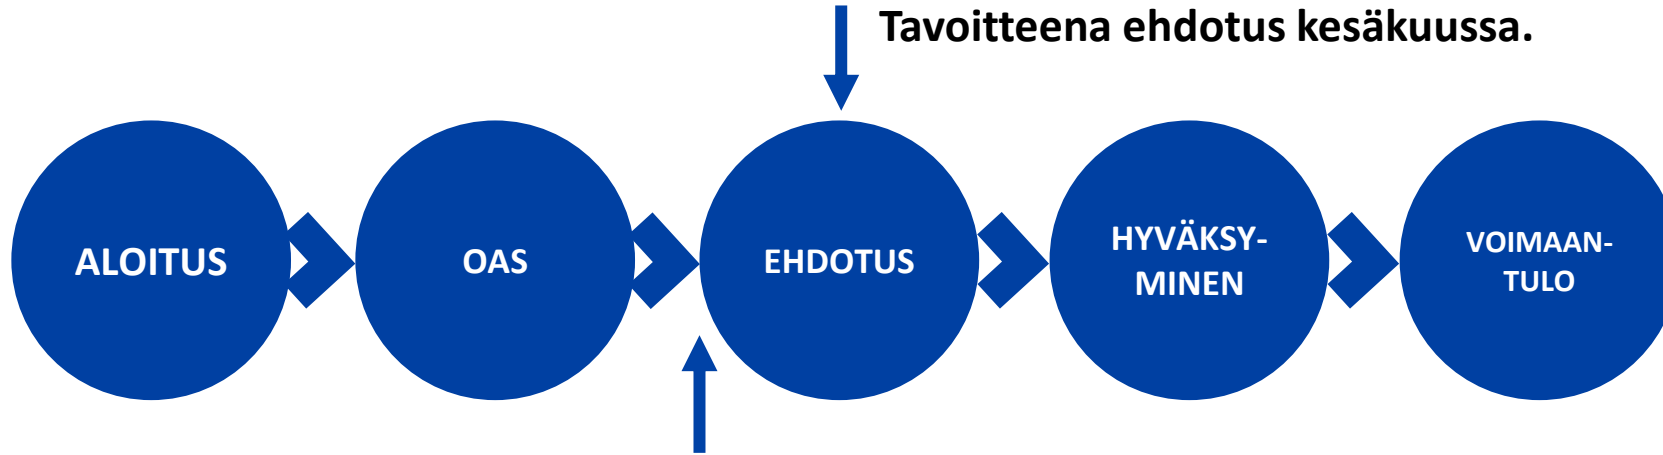 Tavoitteena ehdotus kesäkuussa.
ALOITUS
OAS
EHDOTUS
HYVÄKSY-
MINEN
VOIMAAN-
TULO